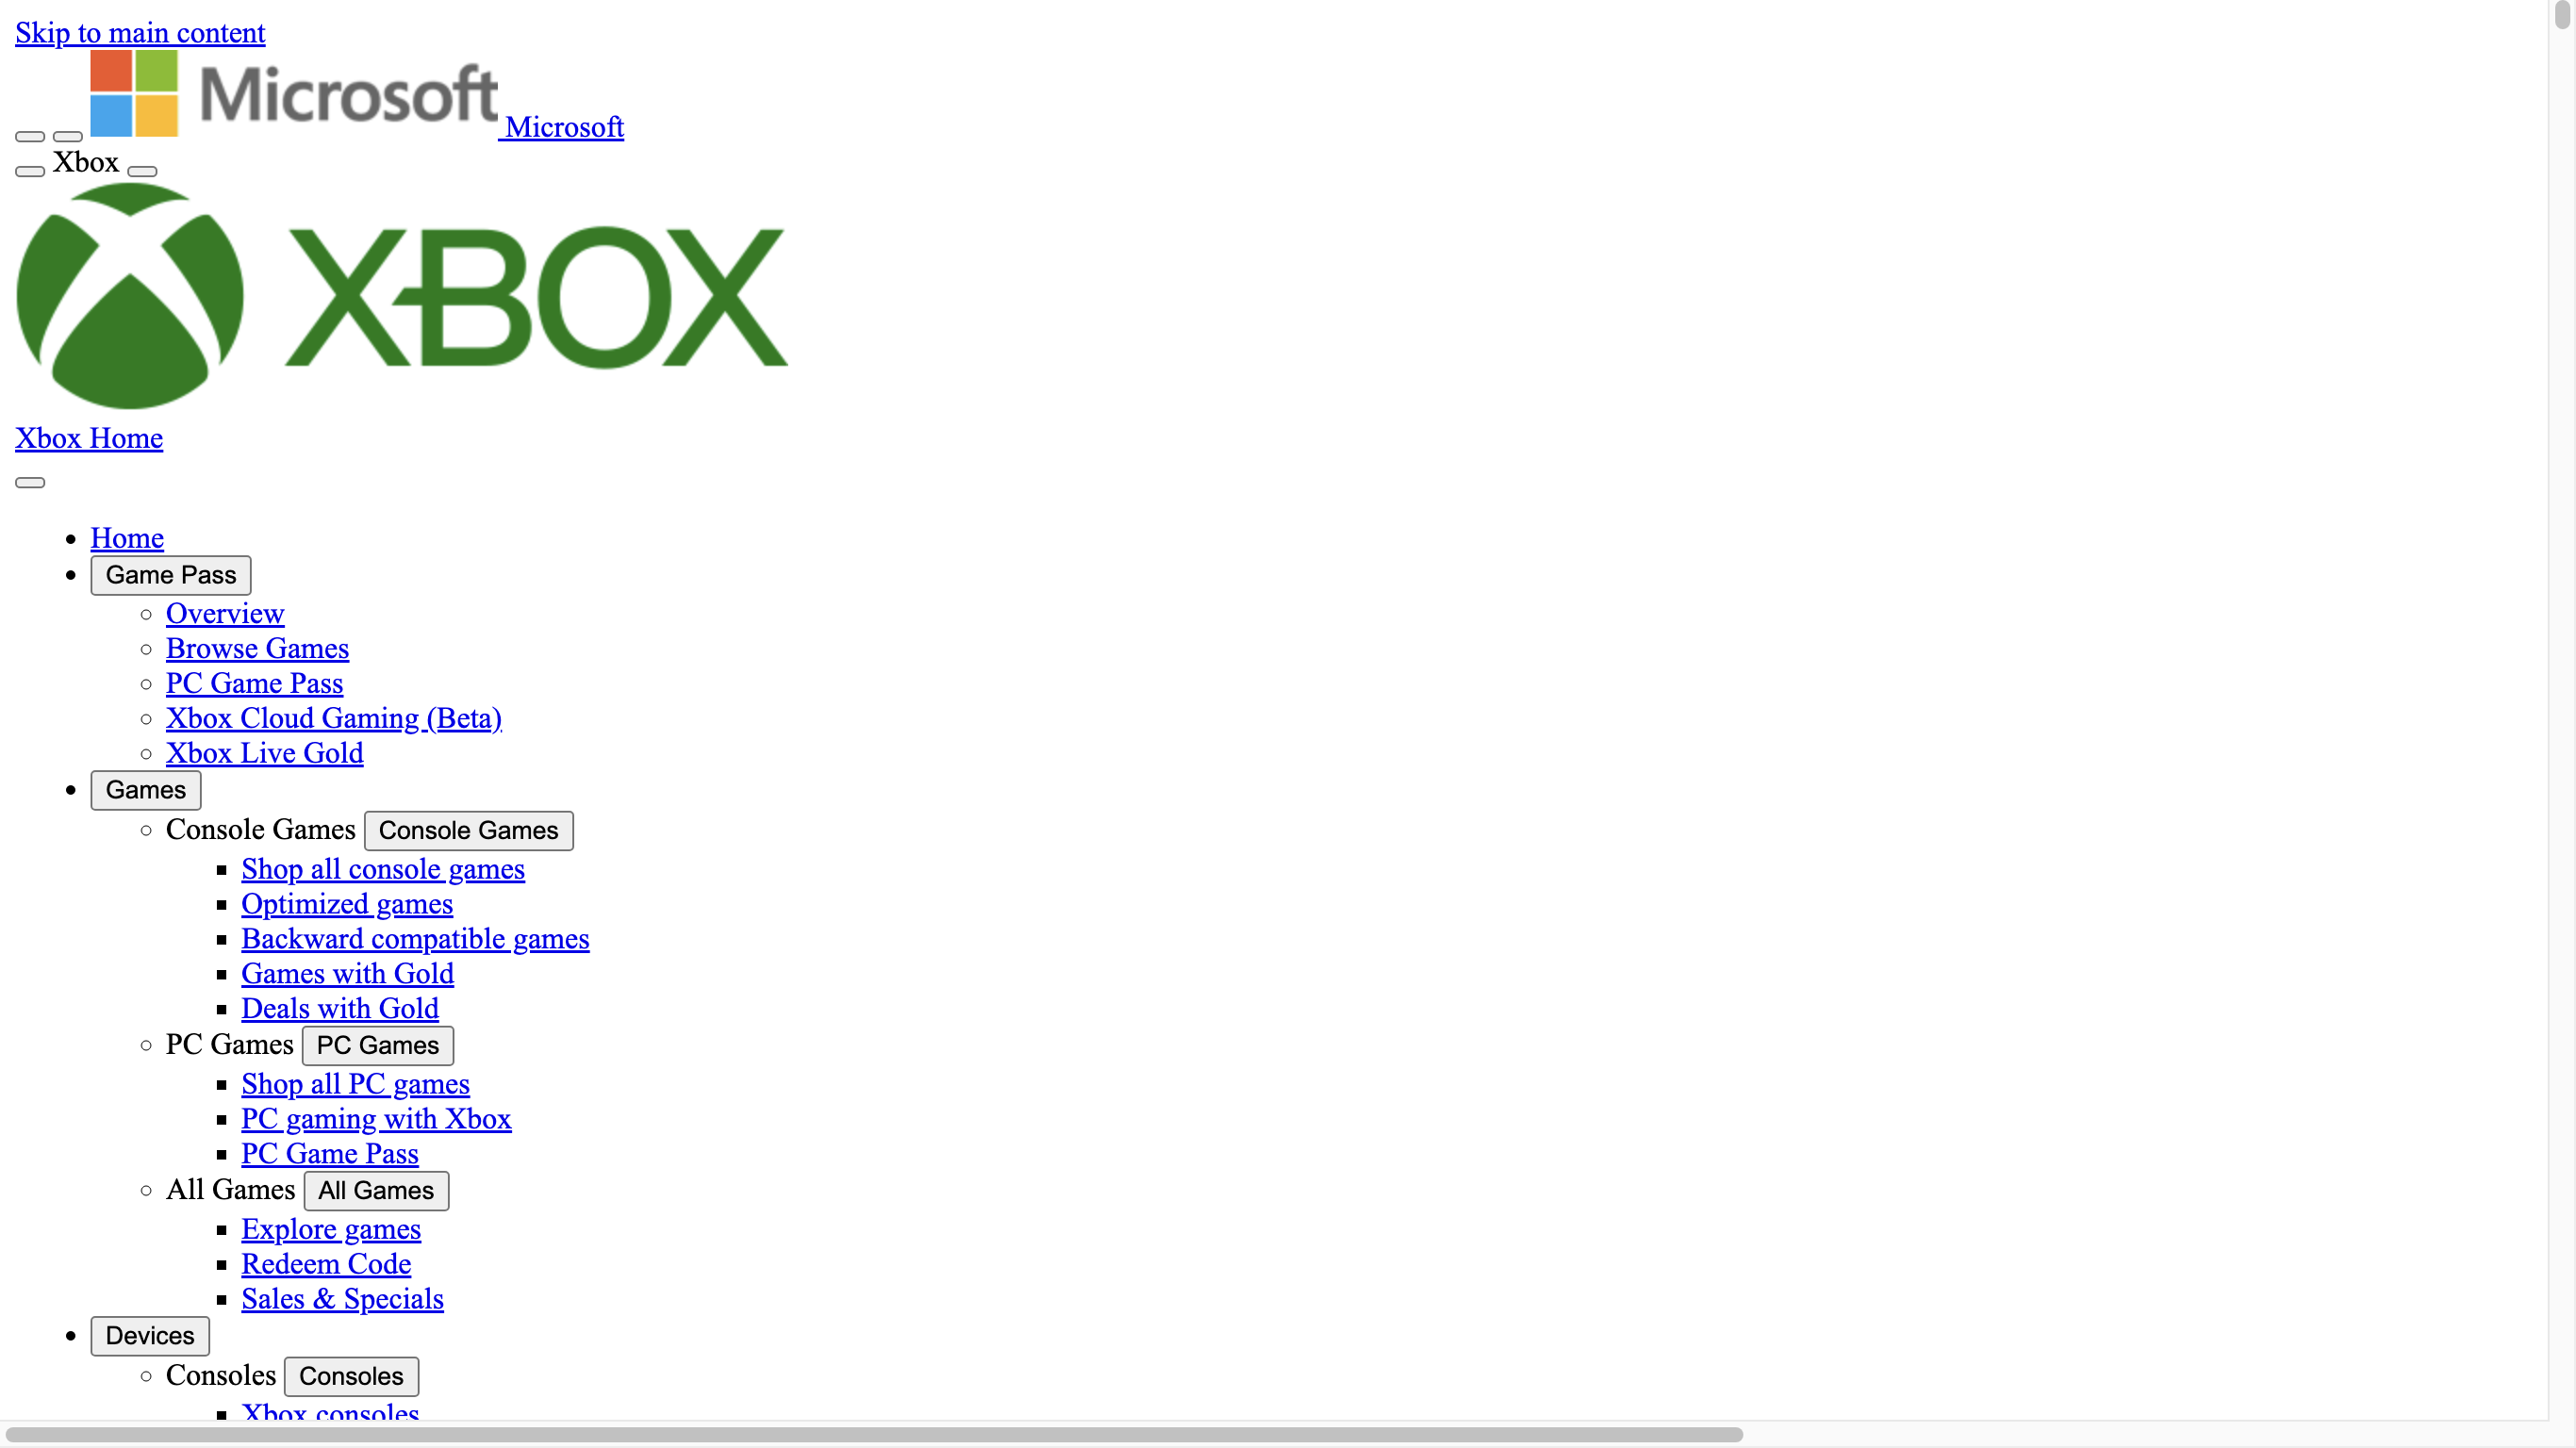 Skip to main content
Microsoft Microsoft
Xbox
XBOX
Xbox Home
Home
Game Pass
Overview
Browse Games
PC Game Pass
Xbox Cloud Gaming (Beta)
Xbox Live Gold
Games
Console Games Console Games
Shop all console games
Optimized games
Backward compatible games
Games with Gold
Deals with Gold
PC Games PC Games
Shop all PC games
PC gaming with Xbox
PC Game Pass
All Games All Games
Explore games
Redeem Code
Sales & Specials
Devices
Consoles Consoles
Xbox consoles